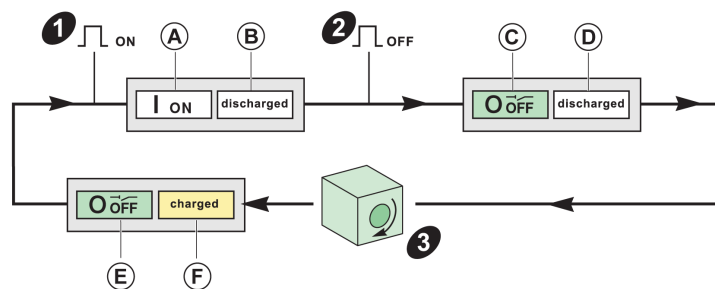 1 ON A B 2 OFF C D
I ON discharged O OFF discharged
O OFF charged 3
E F